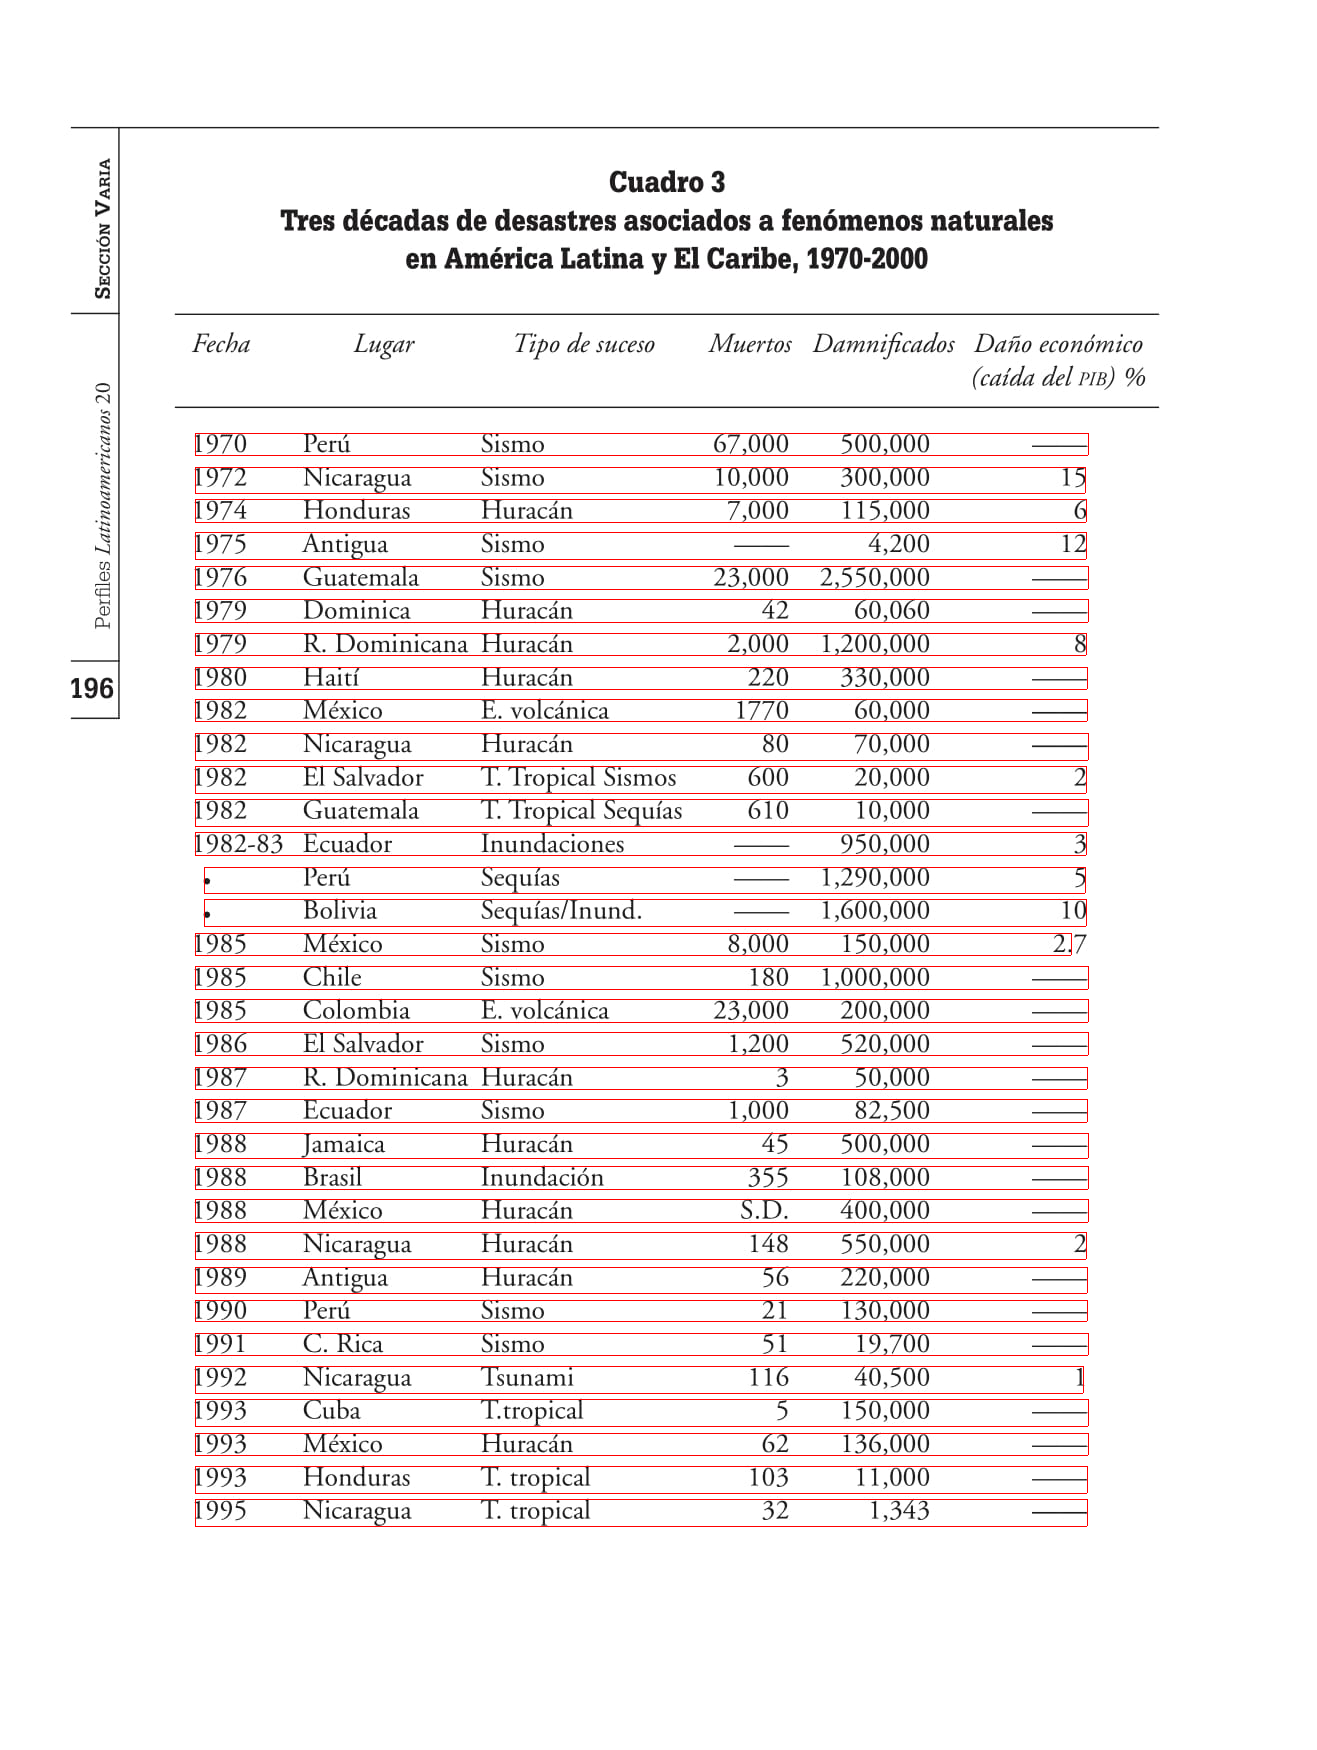 SECCIÓN VARIA
Perfiles Latinoamericanos 20
196
Cuadro 3
Tres décadas de desastres asociados a fenómenos naturales
en América Latina y El Caribe, 1970-2000
Fecha Lugar Tipo de suceso Muertos Damnificados Daño económico
(caída del PIB) %
1970 Perú Sismo 67,000 500,000 ——
1972 Nicaragua Sismo 10,000 300,000 15
1974 Honduras Huracán 7,000 115,000 6
1975 Antigua Sismo —— 4,200 12
1976 Guatemala Sismo 23,000 2,550,000 ——
1979 Dominica Huracán 42 60,060 ——
1979 R. Dominicana Huracán 2,000 1,200,000 8
1980 Haití Huracán 220 330,000 ——
1982 México E. volcánica 1770 60,000 ——
1982 Nicaragua Huracán 80 70,000 ——
1982 El Salvador T. Tropical Sismos 600 20,000 2
1982 Guatemala T. Tropical Sequías 610 10,000 ——
1982-83 Ecuador Inundaciones —— 950,000 3
• Perú Sequías —— 1,290,000 5
• Bolivia Sequías/Inund. —— 1,600,000 10
1985 México Sismo 8,000 150,000 2.7
1985 Chile Sismo 180 1,000,000 ——
1985 Colombia E. volcánica 23,000 200,000 ——
1986 El Salvador Sismo 1,200 520,000 ——
1987 R. Dominicana Huracán 3 50,000 ——
1987 Ecuador Sismo 1,000 82,500 ——
1988 Jamaica Huracán 45 500,000 ——
1988 Brasil Inundación 355 108,000 ——
1988 México Huracán S.D. 400,000 ——
1988 Nicaragua Huracán 148 550,000 2
1989 Antigua Huracán 56 220,000 ——
1990 Perú Sismo 21 130,000 ——
1991 C. Rica Sismo 51 19,700 ——
1992 Nicaragua Tsunami 116 40,500 1
1993 Cuba T.tropical 5 150,000 ——
1993 México Huracán 62 136,000 ——
1993 Honduras T. tropical 103 11,000 ——
1995 Nicaragua T. tropical 32 1,343 ——